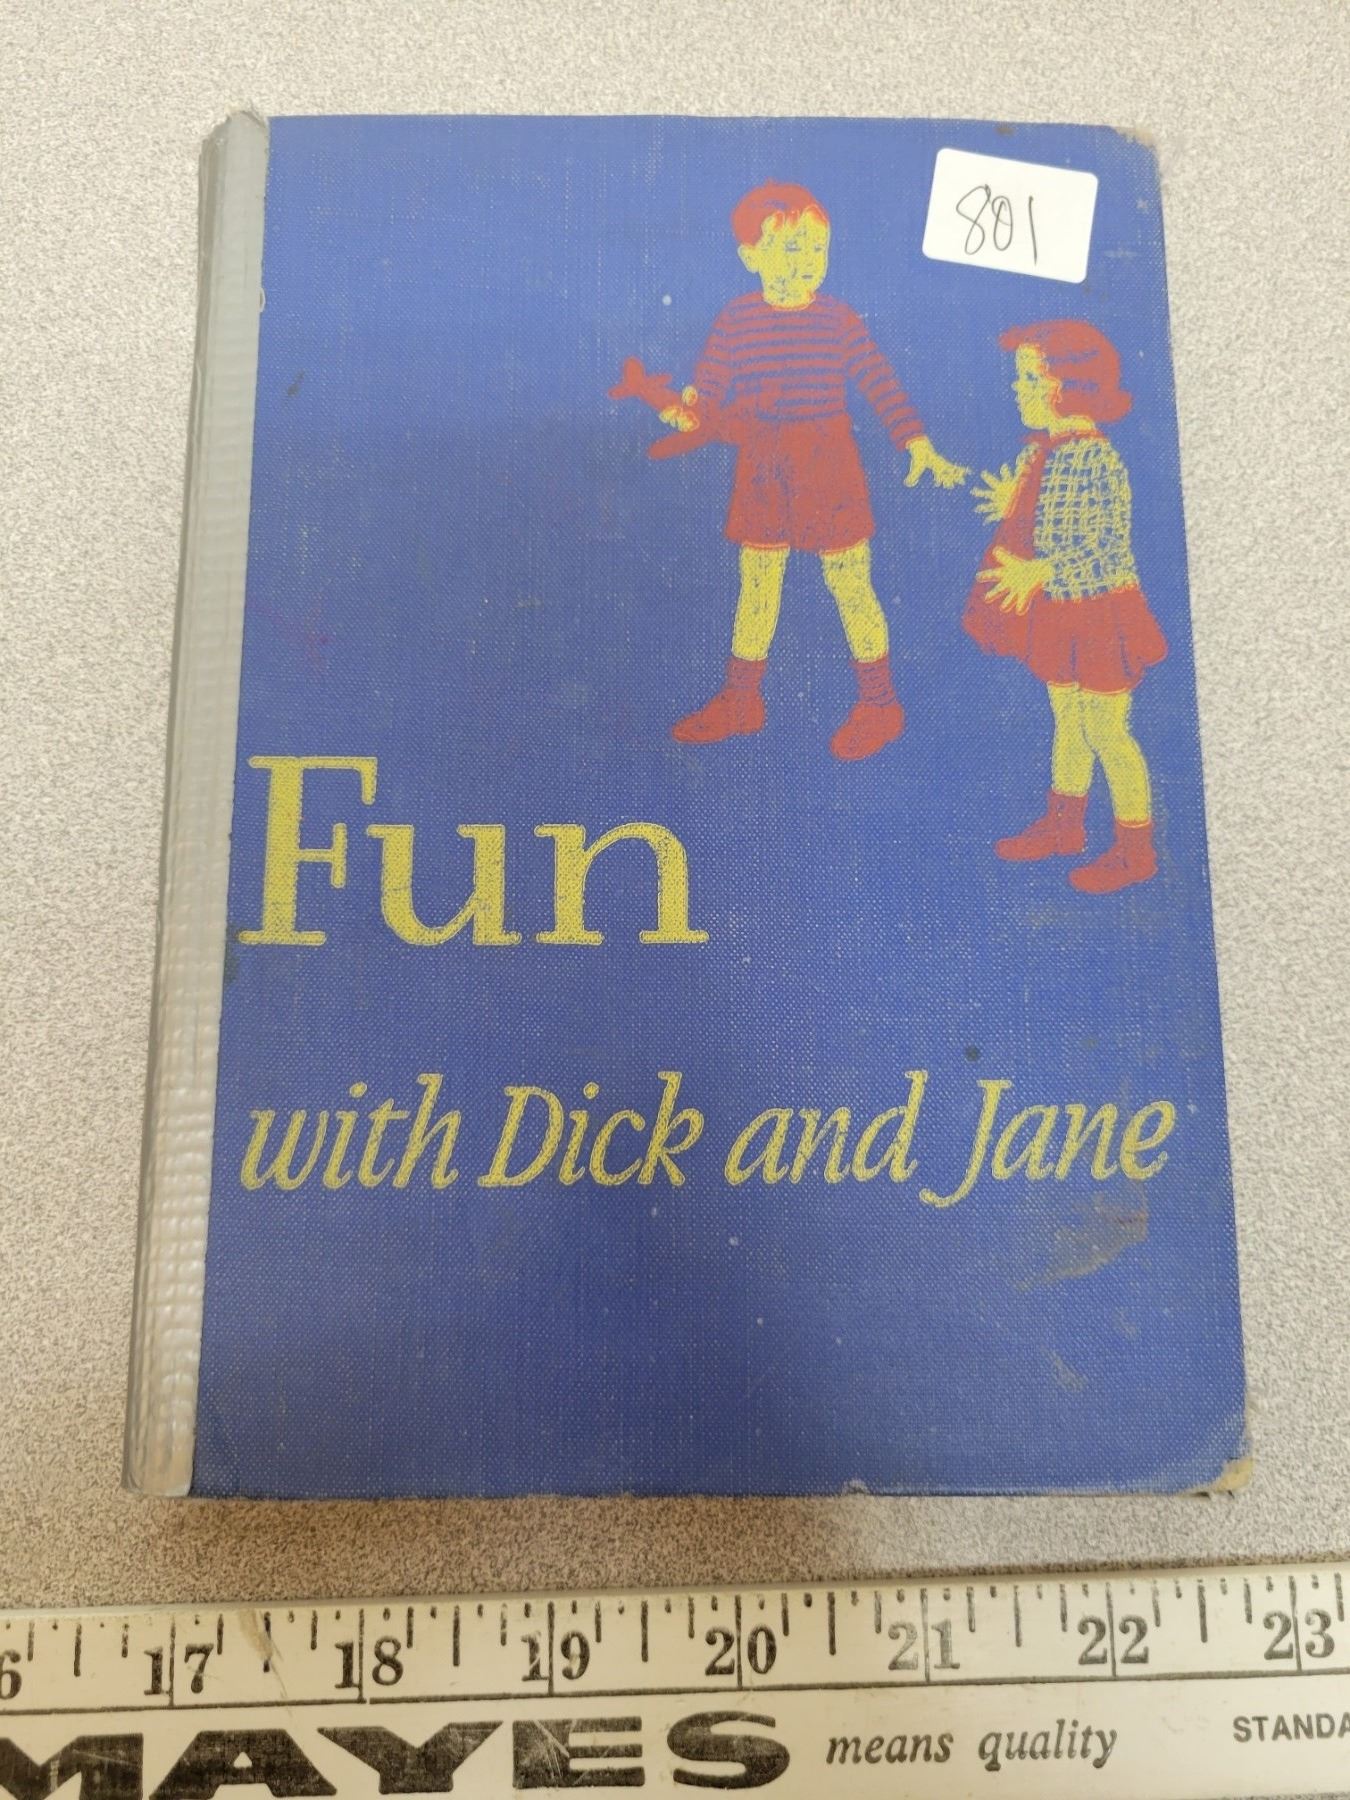 801
Fun
with Dick and Jane
6 17 18 19 20 21 22 23
MAYES means quality STANDA